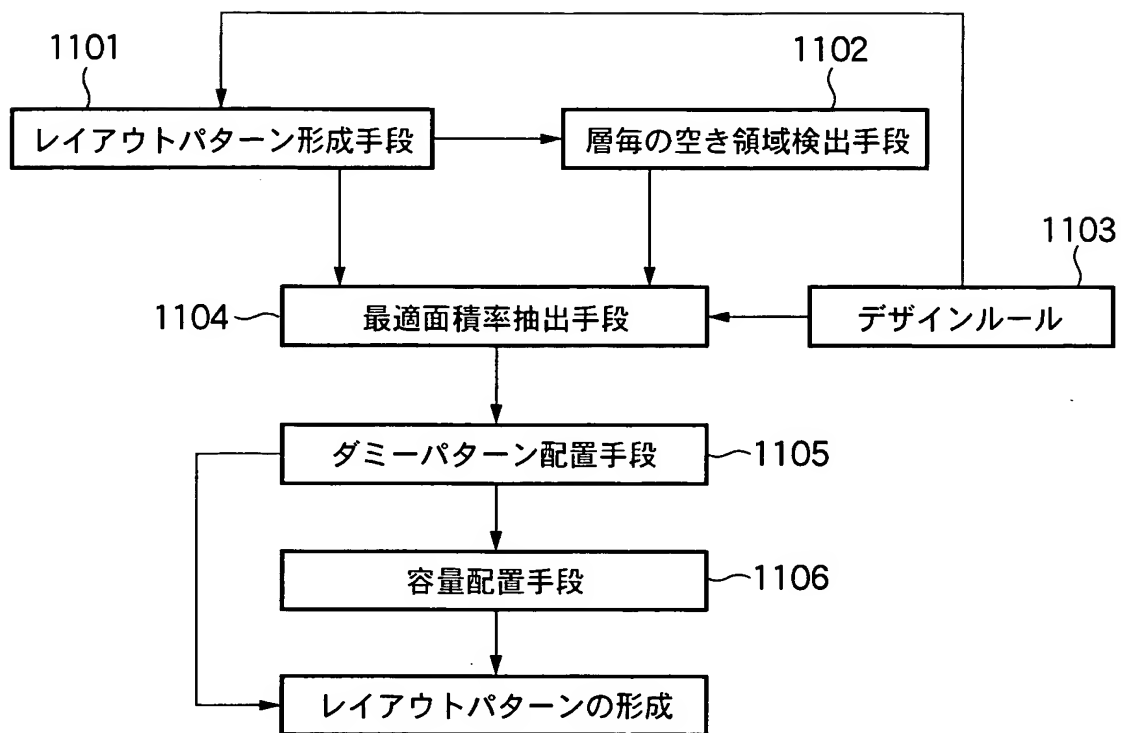 1101
1102
レイアウトパターン形成手段
層毎の空き領域検出手段
1103
1104
最適面積率抽出手段
デザインルール
ダミーパターン配置手段
1105
容量配置手段
1106
レイアウトパターンの形成